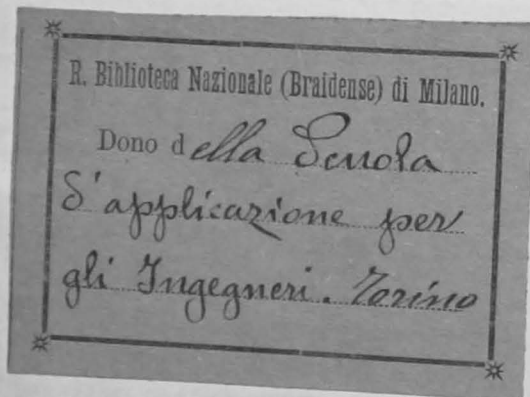 R. Biblioteca Nazionale (Braidense) di Milano.
Dono della Scuola
d'applicazione per
gli Ingegneri. Torino